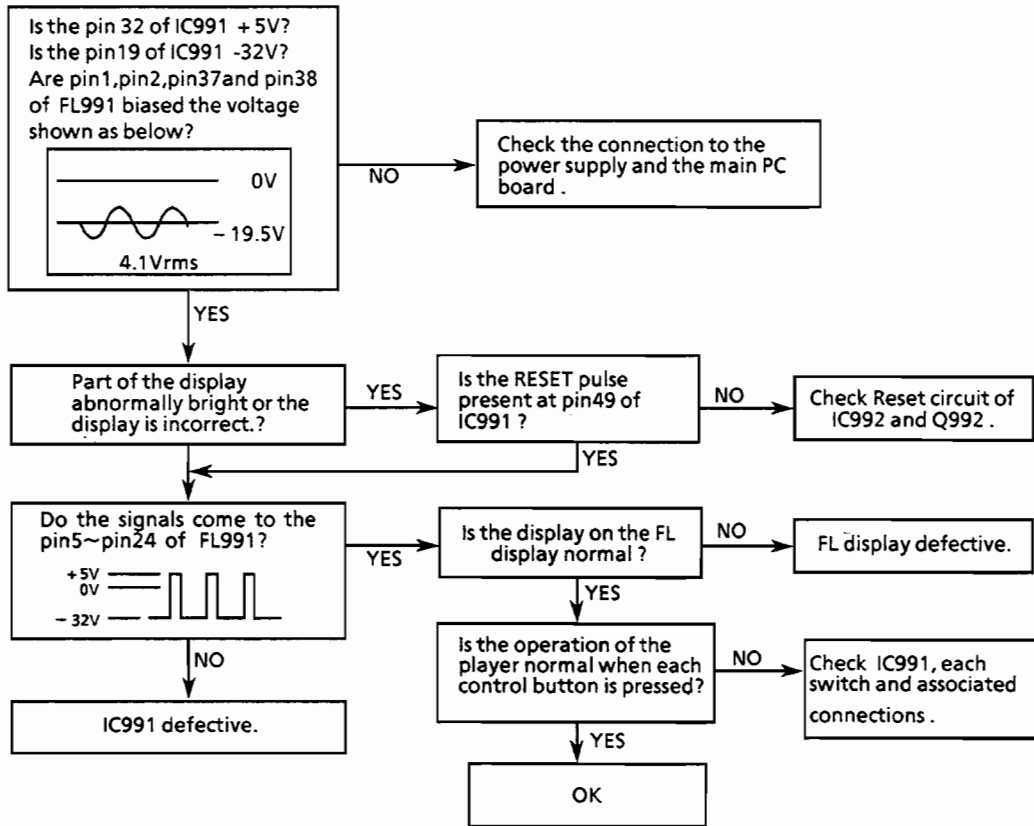 Is the pin 32 of IC991 +5V?
Is the pin19 of IC991 -32V?
Are pin1,pin2,pin37and pin38
of FL991 biased the voltage
shown as below?
0V
– 19.5V
4.1Vrms
NO
Check the connection to the
power supply and the main PC
board .
YES
Part of the display
abnormally bright or the
display is incorrect.?
YES
Is the RESET pulse
present at pin49 of
IC991 ?
NO
Check Reset circuit of
IC992 and Q992 .
YES
Do the signals come to the
pin5~pin24 of FL991?
+5V
0V
– 32V
YES
Is the display on the FL
display normal ?
NO
FL display defective.
YES
NO
IC991 defective.
Is the operation of the
player normal when each
control button is pressed?
NO
Check IC991, each
switch and associated
connections .
YES
OK